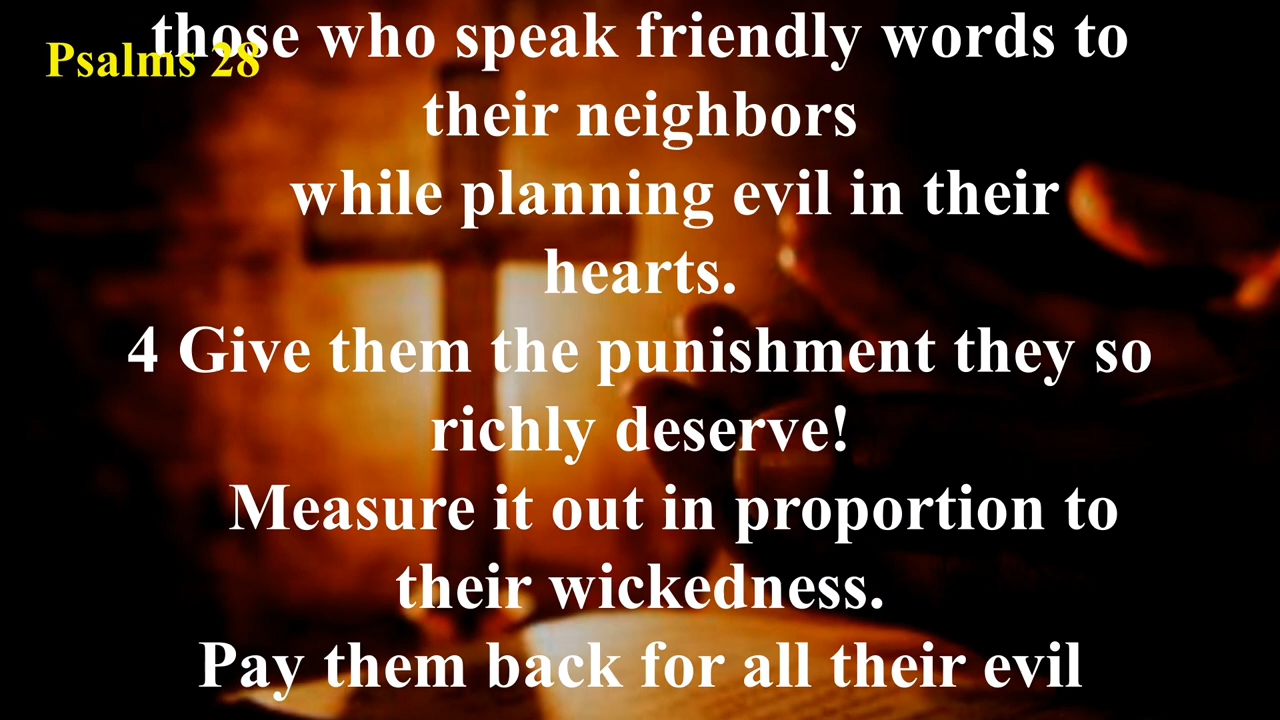 Psalms 28
those who speak friendly words to
their neighbors
while planning evil in their
hearts.
4 Give them the punishment they so
richly deserve!
Measure it out in proportion to
their wickedness.
Pay them back for all their evil